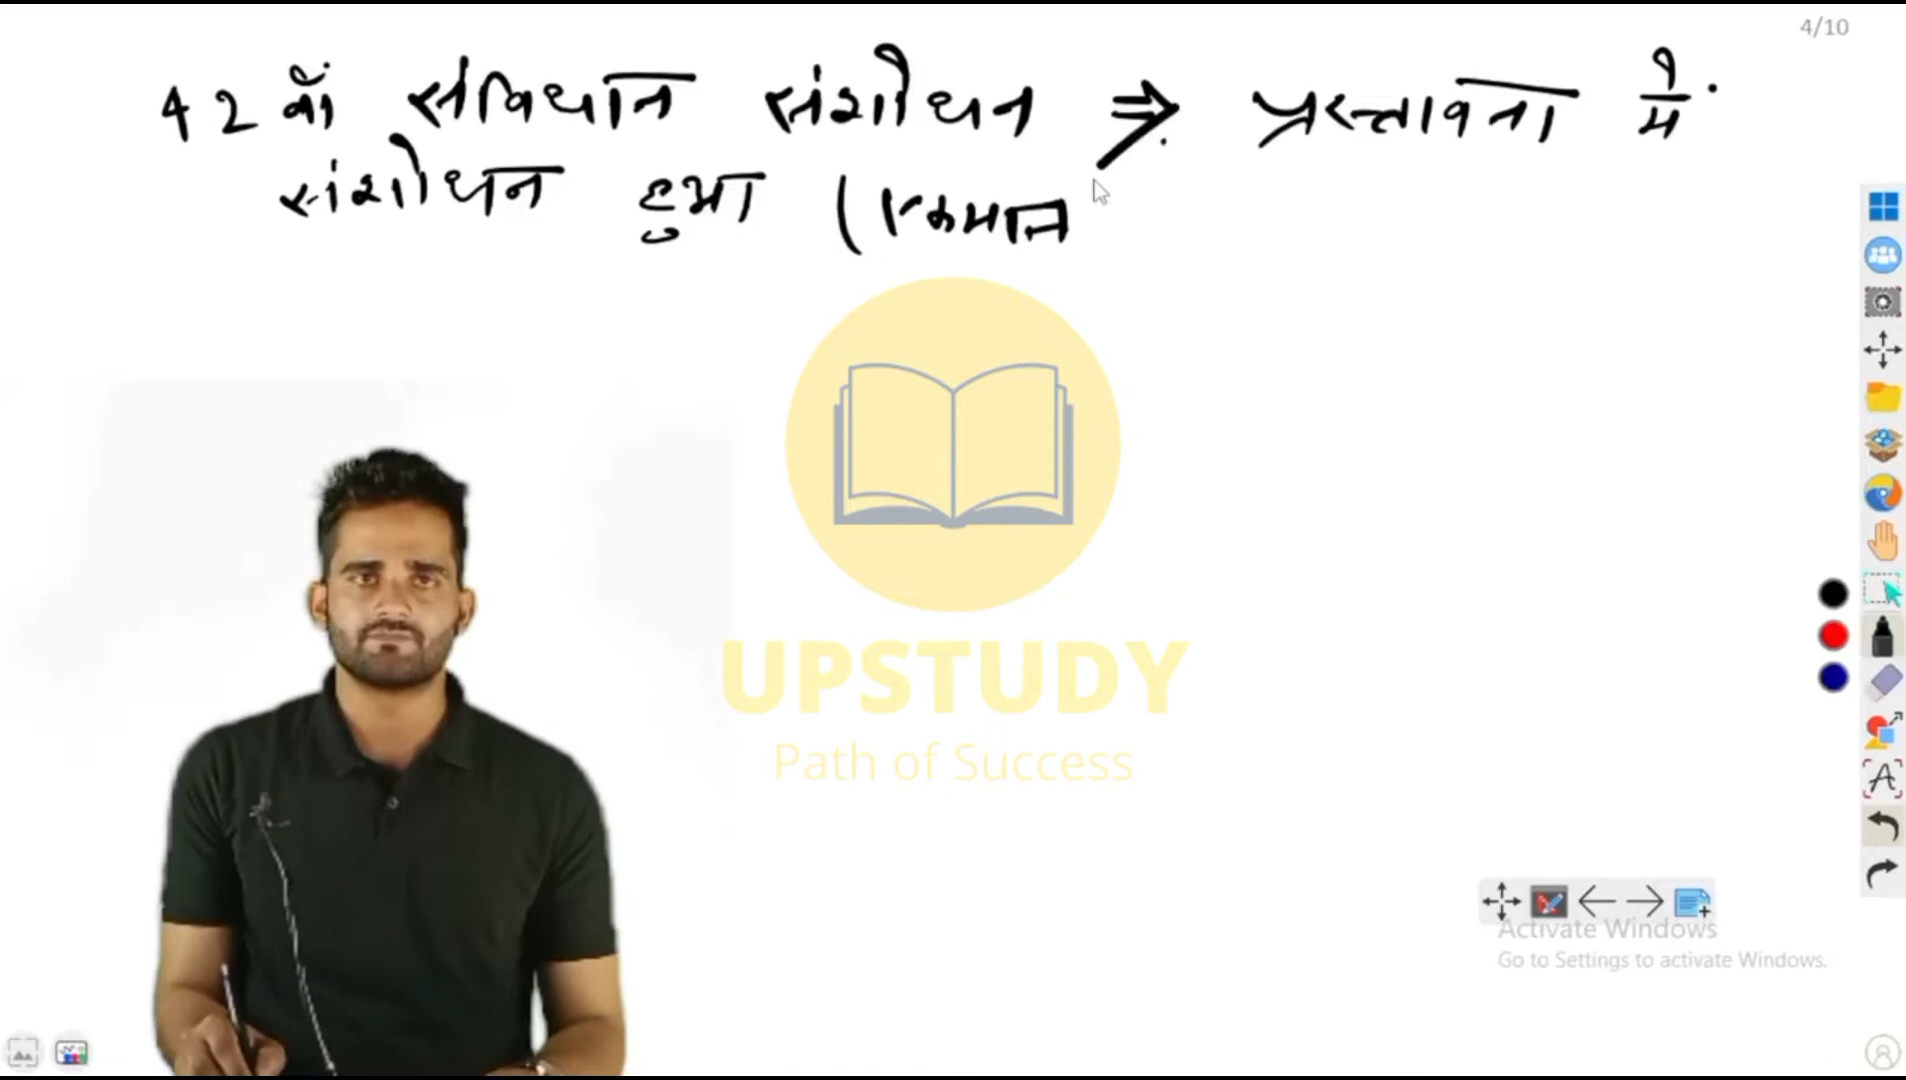 4/10
42 वाँ संविधान संशोधन ⇒ प्रस्तावना में
संशोधन हुआ (एकमात्र
UPSTUDY
Path of Success
Activate Windows
Go to Settings to activate Windows.